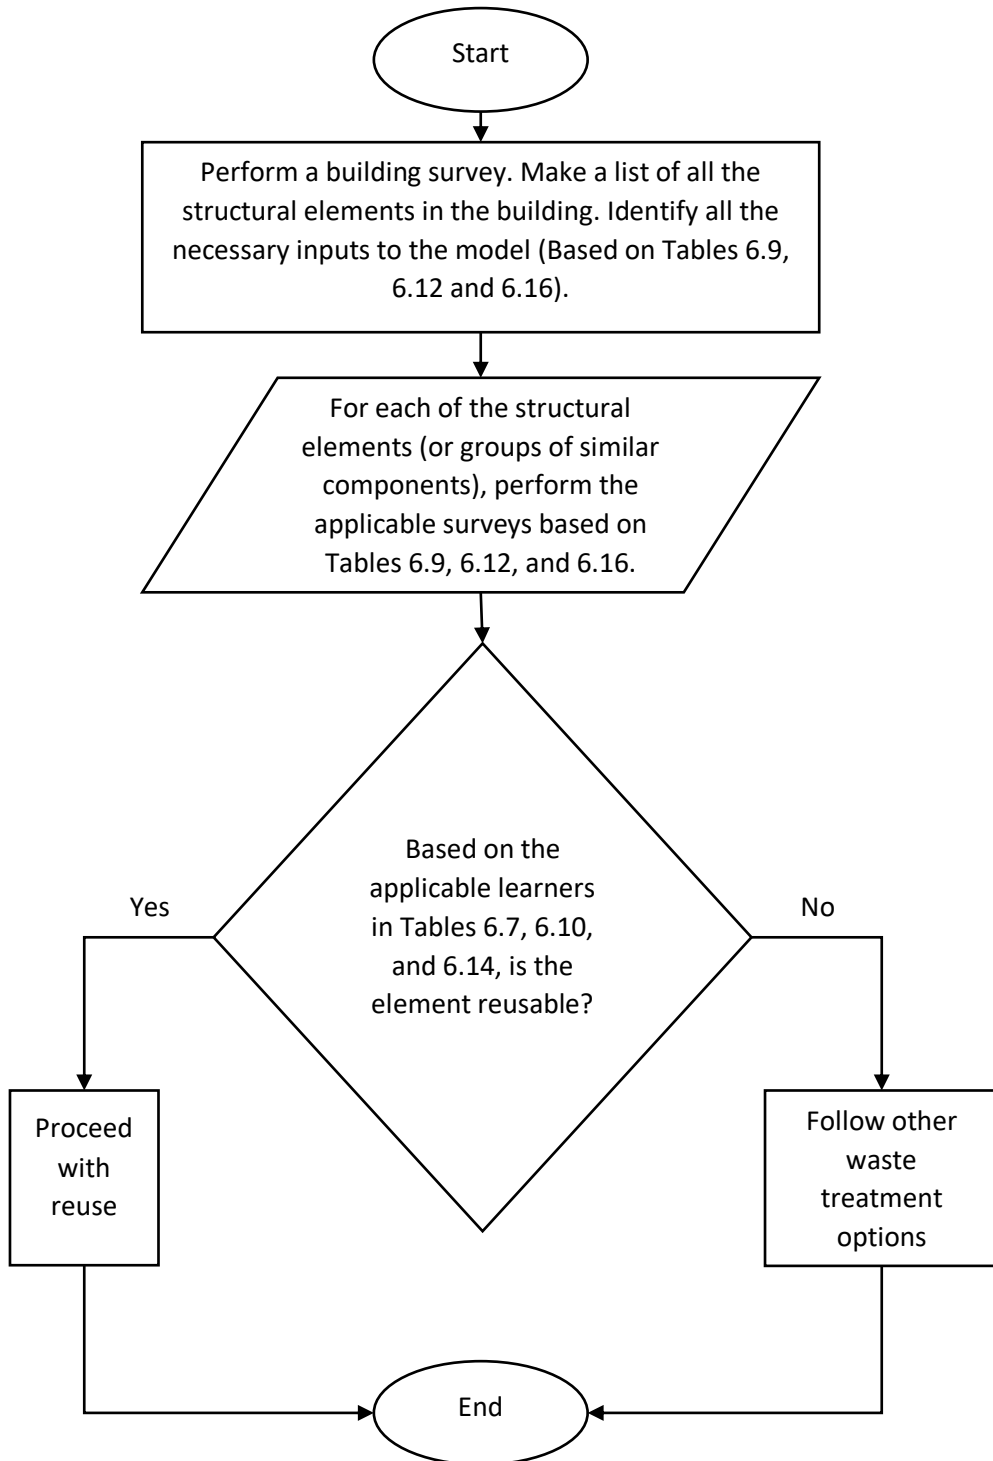 Start
Perform a building survey. Make a list of all the
structural elements in the building. Identify all the
necessary inputs to the model (Based on Tables 6.9,
6.12 and 6.16).
For each of the structural
elements (or groups of similar
components), perform the
applicable surveys based on
Tables 6.9, 6.12, and 6.16.
Based on the
applicable learners
in Tables 6.7, 6.10,
and 6.14, is the
element reusable?
Yes
No
Proceed
with
reuse
Follow other
waste
treatment
options
End